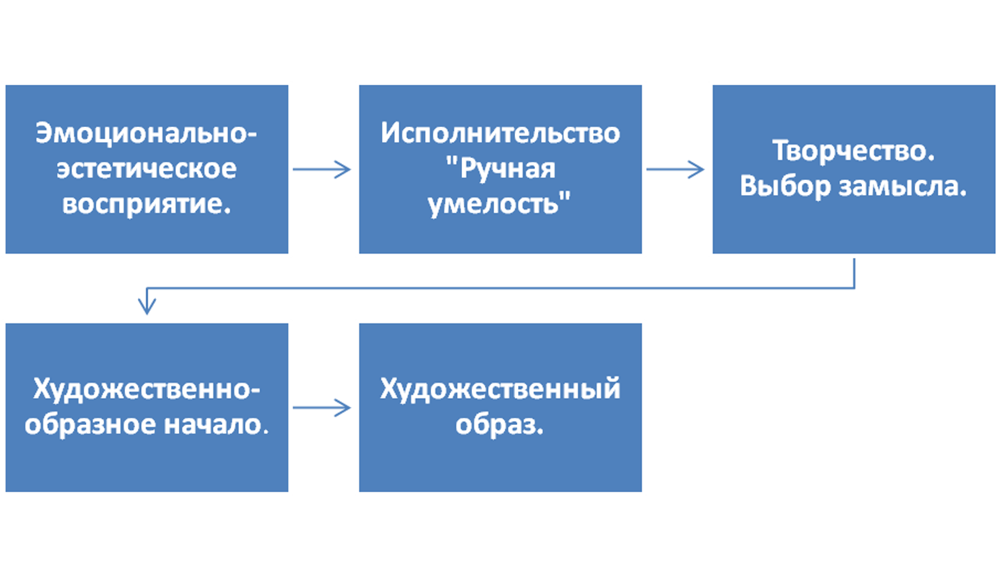 Эмоционально-
эстетическое
восприятие.
Исполнительство
"Ручная
умелость"
Творчество.
Выбор замысла.
Художественно-
образное начало.
Художественный
образ.